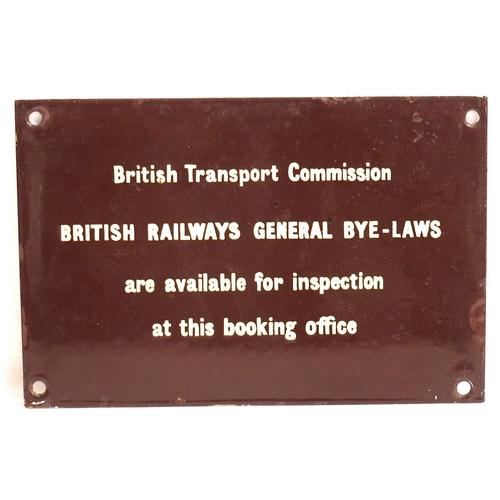 British Transport Commission
BRITISH RAILWAYS GENERAL BYE-LAWS
are available for inspection
at this booking office